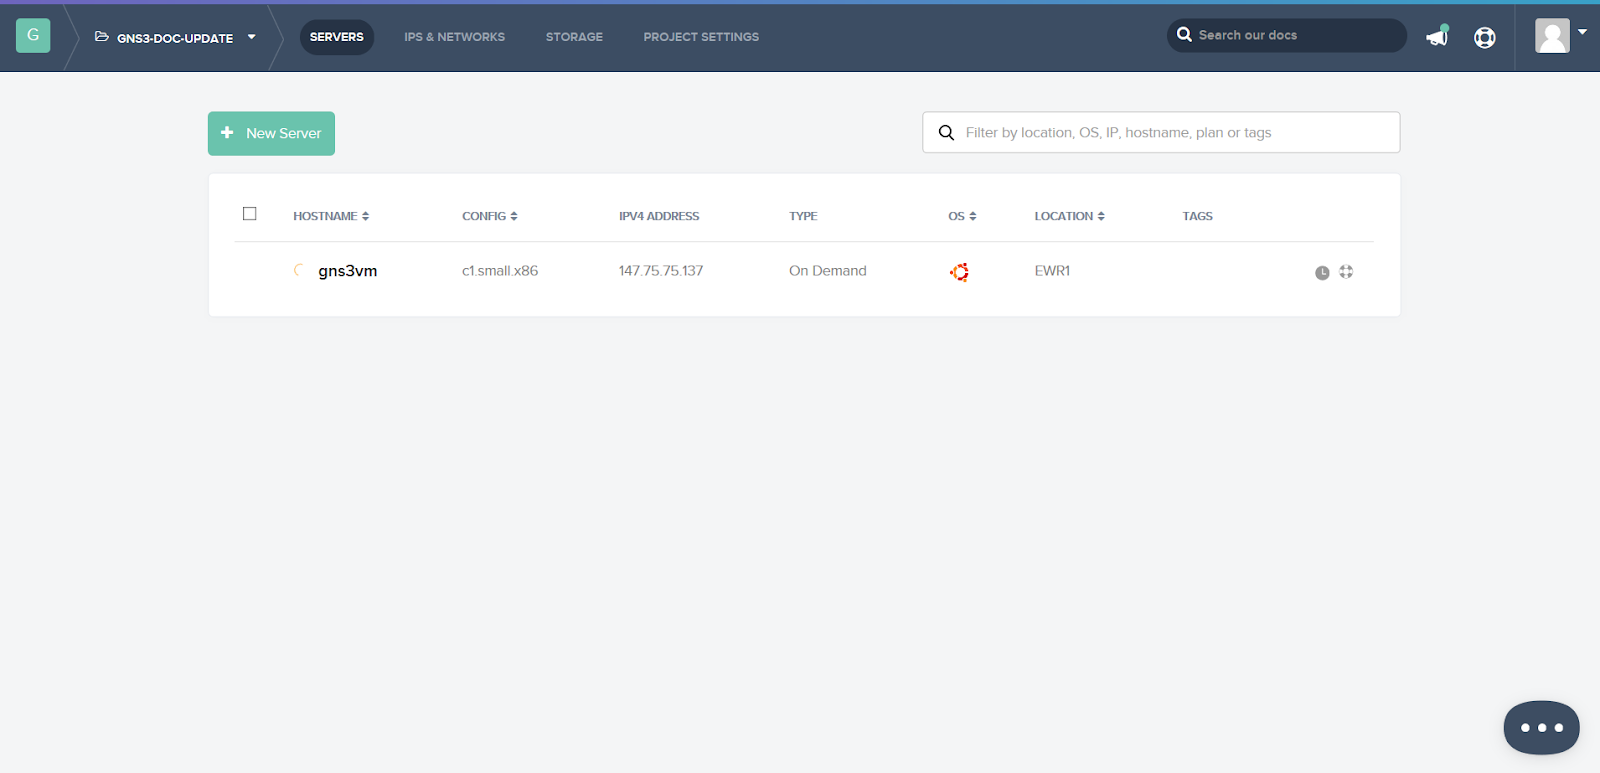 G GNS3-DOC-UPDATE SERVERS IPS & NETWORKS STORAGE PROJECT SETTINGS Search our docs
+ New Server Filter by location, OS, IP, hostname, plan or tags
HOSTNAME CONFIG IPV4 ADDRESS TYPE OS LOCATION TAGS
gns3vm c1.small.x86 147.75.75.137 On Demand EWR1